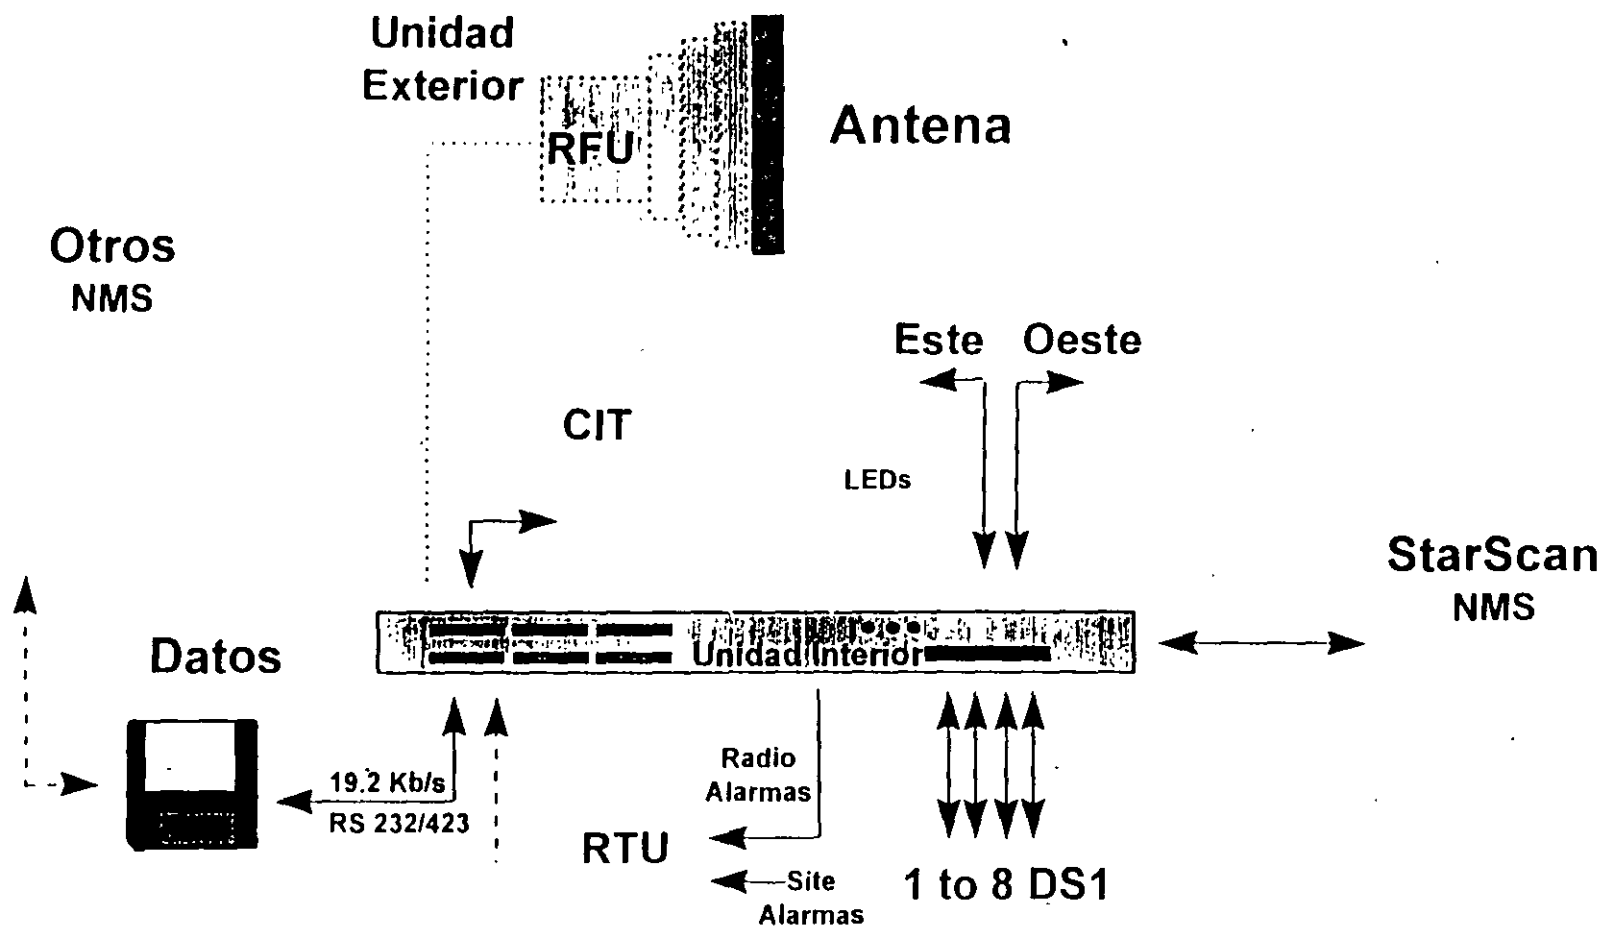 Unidad
Exterior
RFU
Antena
Otros
NMS
Este Oeste
CIT
LEDs
StarScan
NMS
Unidad Interior
Datos
19.2 Kb/s
RS 232/423
Radio
Alarmas
RTU
Site
Alarmas
1 to 8 DS1